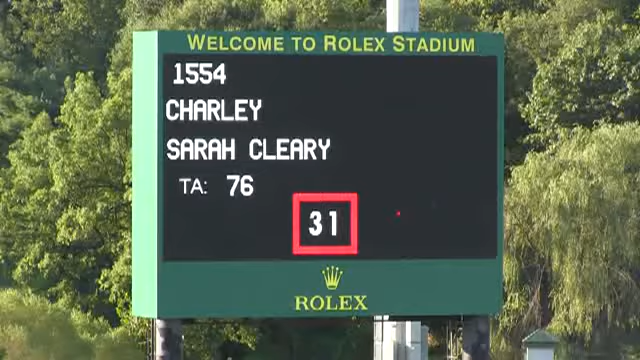 WELCOME TO ROLEX STADIUM
1554
CHARLEY
SARAH CLEARY
TA: 76
31
ROLEX